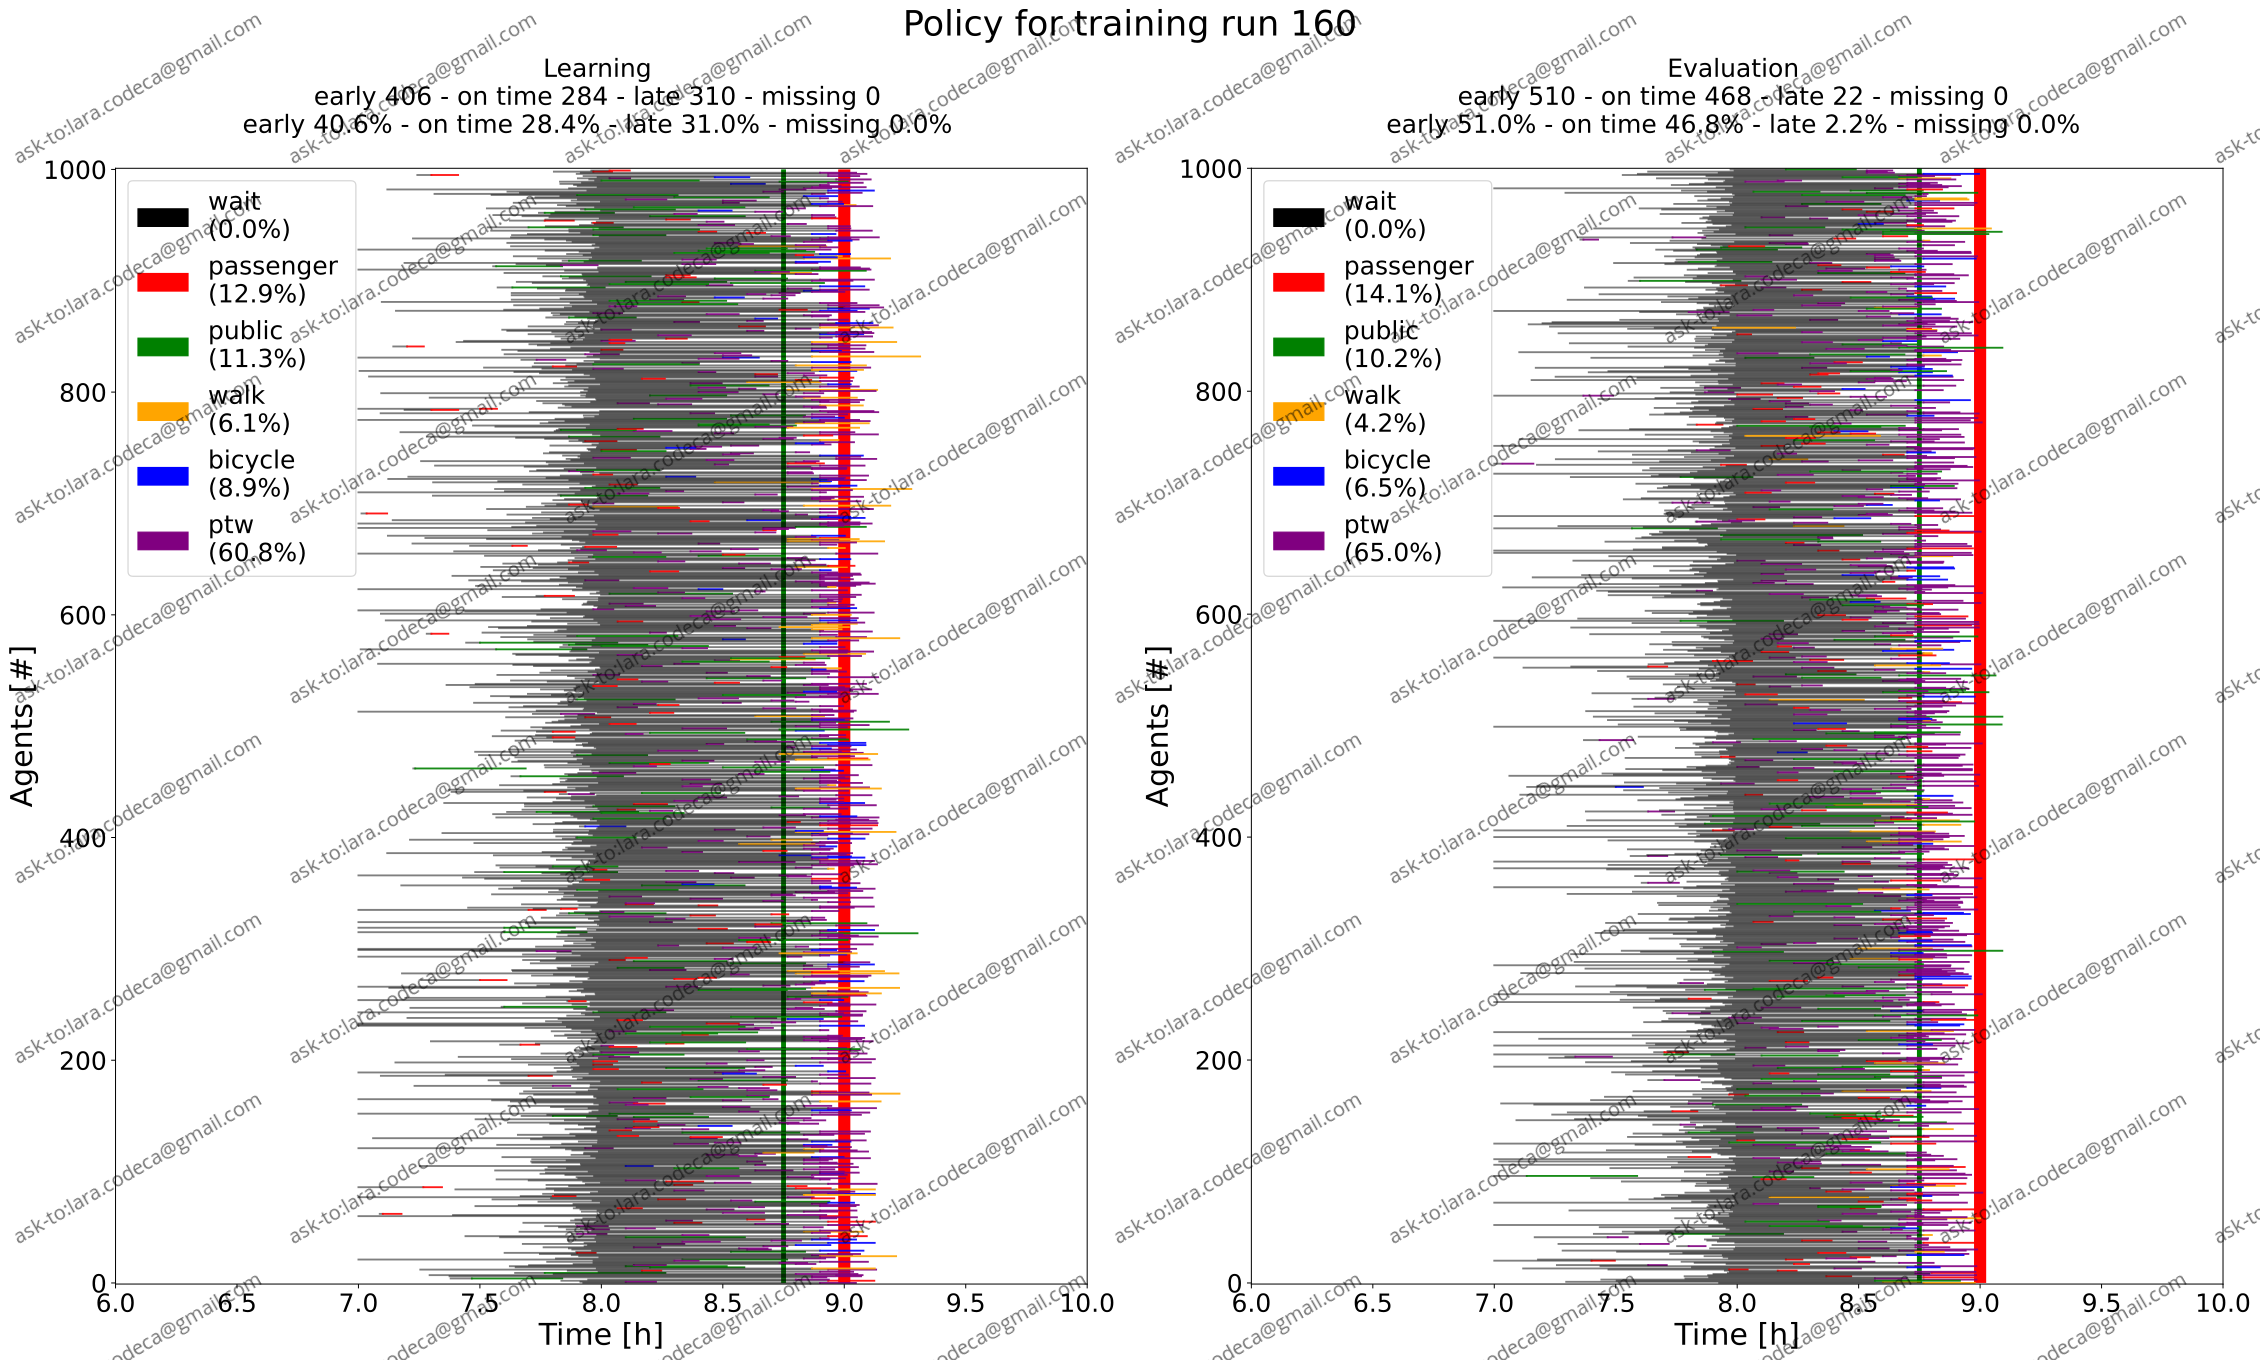 Policy for training run 160
Learning
early 406 - on time 284 - late 310 - missing 0
early 40.6% - on time 28.4% - late 31.0% - missing 0.0%
1000
800
600
400
200
0
Agents [#]
wait
(0.0%)
passenger
(12.9%)
public
(11.3%)
walk
(6.1%)
bicycle
(8.9%)
ptw
(60.8%)
6.0 6.5 7.0 7.5 8.0 8.5 9.0 9.5 10.0
Time [h]
Evaluation
early 510 - on time 468 - late 22 - missing 0
early 51.0% - on time 46.8% - late 2.2% - missing 0.0%
1000
800
600
400
200
0
Agents [#]
wait
(0.0%)
passenger
(14.1%)
public
(10.2%)
walk
(4.2%)
bicycle
(6.5%)
ptw
(65.0%)
6.0 6.5 7.0 7.5 8.0 8.5 9.0 9.5 10.0
Time [h]
ask-to:lara.codeca@gmail.com